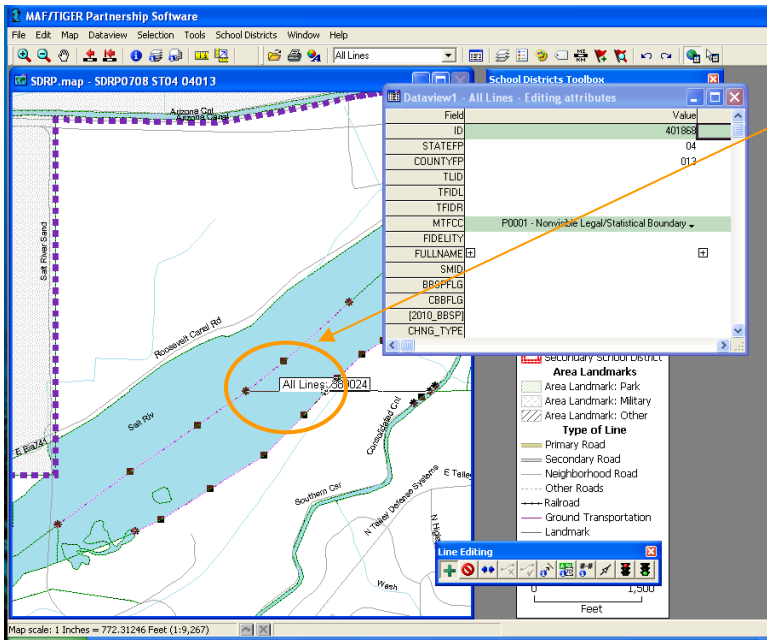 MAF/TIGER Partnership Software
File Edit Map Dataview Selection Tools School Districts Window Help
All Lines
SDRP.map - SDRP0708 ST04 04013
School Districts Toolbox
Dataview1 - All Lines - Editing attributes
Field Value
ID 401868
STATEFP 04
COUNTYFP 013
TLID
TFIDL
TFIDR
MTFCC P0001 - Nonvisible Legal/Statistical Boundary
FIDELITY
FULLNAME
SMID
BBSPFLG
CBBFLG
[2010_BBSP]
CHNG_TYPE
Arizona Cnl
Arizona Canal
Salt River Sand
Roosevelt Canal Rd
All Lines: 389024
Salt Riv
E Bia741
Consolidated Cnl
Southern Car
N Talley Defense Systems
E Talley
Wash
Secondary School District
Area Landmarks
Area Landmark: Park
Area Landmark: Military
Area Landmark: Other
Type of Line
Primary Road
Secondary Road
Neighborhood Road
Other Roads
Railroad
Ground Transportation
Landmark
Line Editing
0 1,500
Feet
Map scale: 1 Inches = 772.31246 Feet (1:9,267)